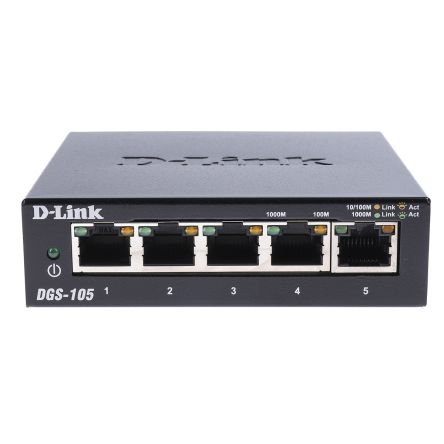 D-Link
D-Link
1000M 100M
10/100M Link Act
1000M Link Act
DGS-105
1 2 3 4 5